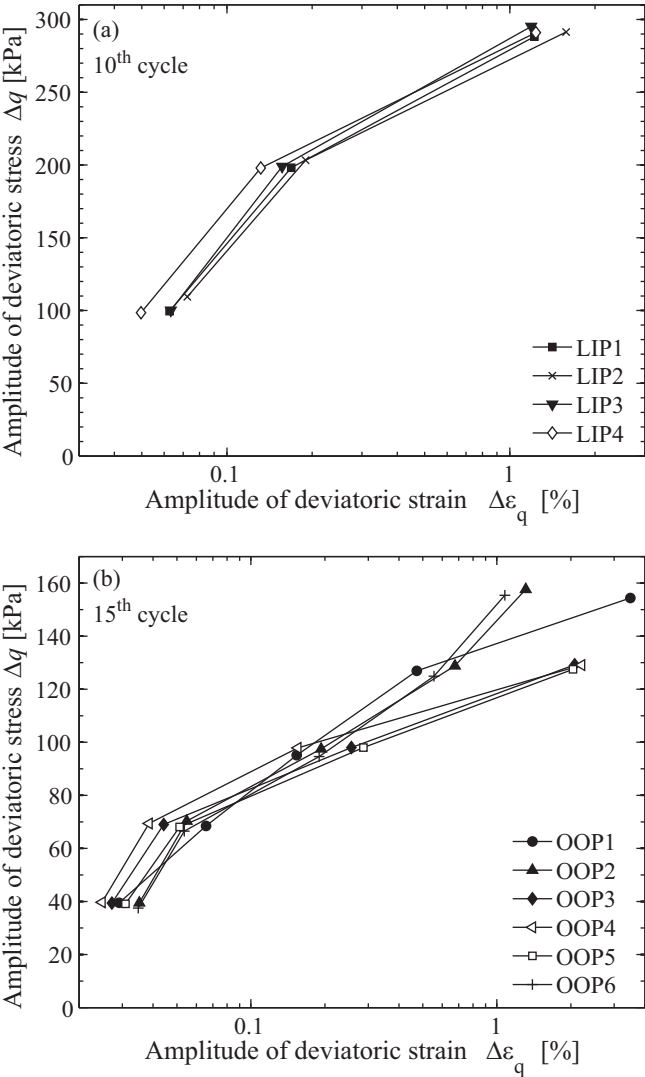 (a)
10th cycle
Amplitude of deviatoric stress Δq [kPa]
300
250
200
150
100
50
0
LIP1
LIP2
LIP3
LIP4
0.1 1
Amplitude of deviatoric strain Δεq [%]
(b)
15th cycle
Amplitude of deviatoric stress Δq [kPa]
160
140
120
100
80
60
40
20
0
OOP1
OOP2
OOP3
OOP4
OOP5
OOP6
0.1 1
Amplitude of deviatoric strain Δεq [%]